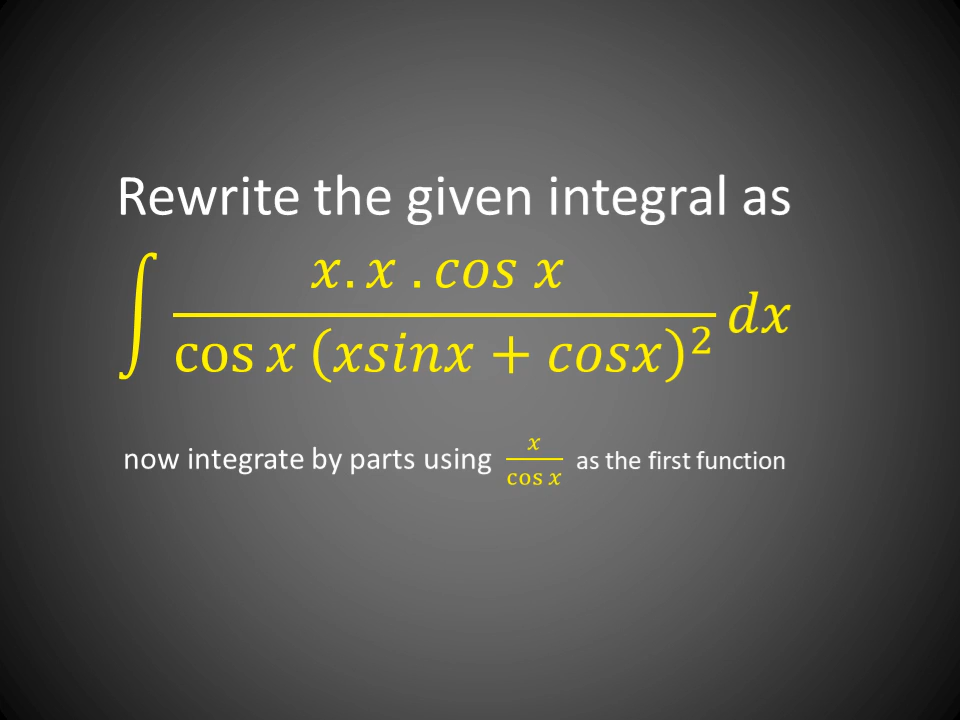 Rewrite the given integral as
∫ x.x .cos x / cos x (xsinx + cosx)² dx
now integrate by parts using x / cos x as the first function